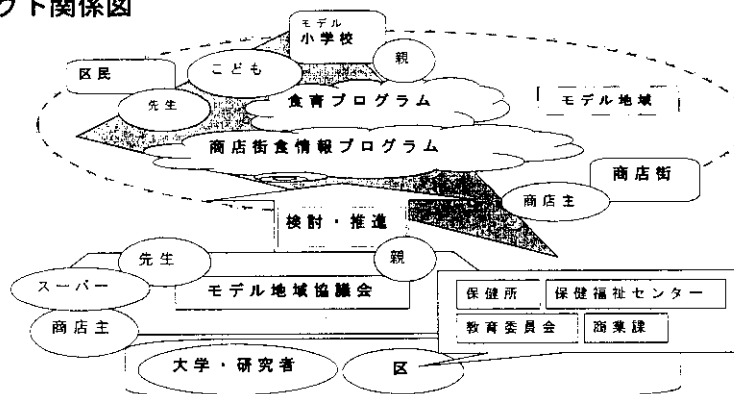 クト関係図
モデル
小学校
区民
こども
親
先生
食育プログラム
モデル地域
商店街食情報プログラム
商店街
商店主
検討・推進
先生
親
スーパー
モデル地域協議会
保健所
保健福祉センター
商店主
教育委員会
商業課
大学・研究者
区